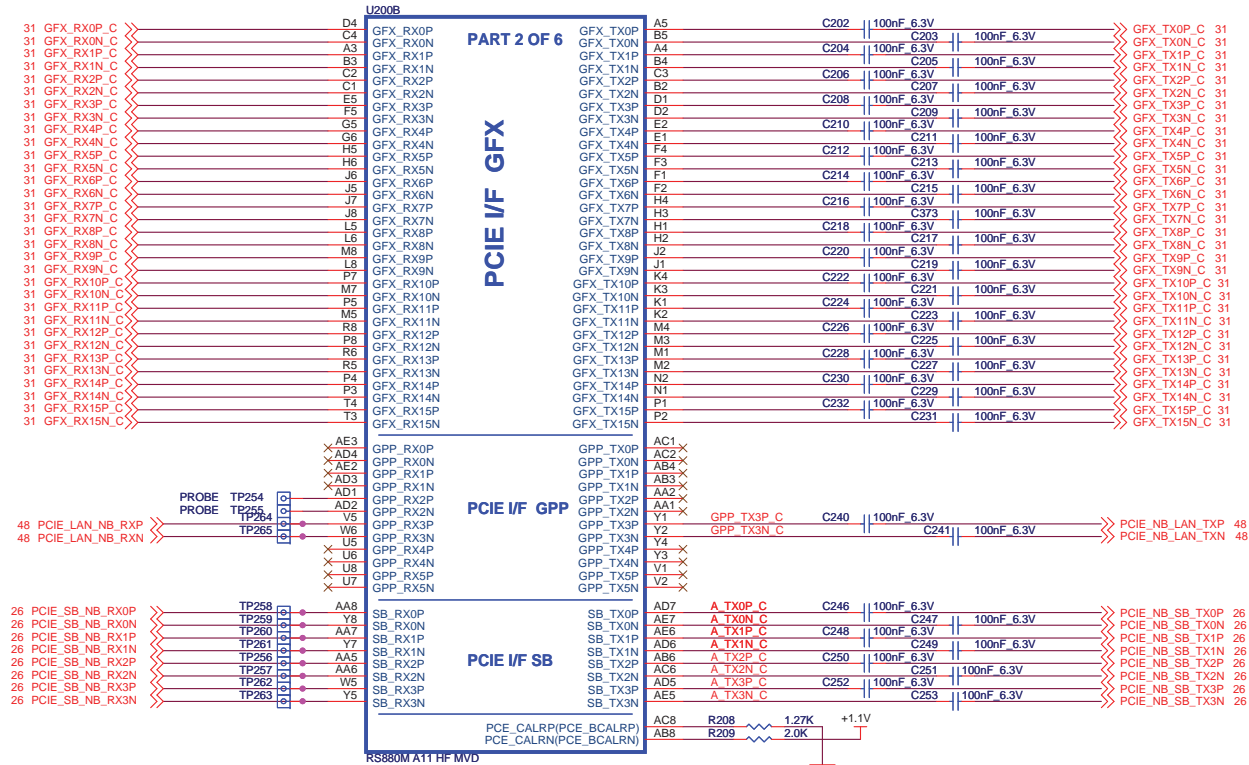 U200B
PART 2 OF 6
PCIE I/F GFX
31 GFX_RX0P_C D4 GFX_RX0P GFX_TX0P A5 C202 100nF_6.3V GFX_TX0P_C 31
31 GFX_RX0N_C C4 GFX_RX0N GFX_TX0N B5 C203 100nF_6.3V GFX_TX0N_C 31
31 GFX_RX1P_C A3 GFX_RX1P GFX_TX1P A4 C204 100nF_6.3V GFX_TX1P_C 31
31 GFX_RX1N_C B3 GFX_RX1N GFX_TX1N B4 C205 100nF_6.3V GFX_TX1N_C 31
31 GFX_RX2P_C C2 GFX_RX2P GFX_TX2P C3 C206 100nF_6.3V GFX_TX2P_C 31
31 GFX_RX2N_C C1 GFX_RX2N GFX_TX2N B2 C207 100nF_6.3V GFX_TX2N_C 31
31 GFX_RX3P_C E5 GFX_RX3P GFX_TX3P D1 C208 100nF_6.3V GFX_TX3P_C 31
31 GFX_RX3N_C F5 GFX_RX3N GFX_TX3N D2 C209 100nF_6.3V GFX_TX3N_C 31
31 GFX_RX4P_C G5 GFX_RX4P GFX_TX4P E2 C210 100nF_6.3V GFX_TX4P_C 31
31 GFX_RX4N_C G6 GFX_RX4N GFX_TX4N E1 C211 100nF_6.3V GFX_TX4N_C 31
31 GFX_RX5P_C H5 GFX_RX5P GFX_TX5P F4 C212 100nF_6.3V GFX_TX5P_C 31
31 GFX_RX5N_C H6 GFX_RX5N GFX_TX5N F3 C213 100nF_6.3V GFX_TX5N_C 31
31 GFX_RX6P_C J6 GFX_RX6P GFX_TX6P F1 C214 100nF_6.3V GFX_TX6P_C 31
31 GFX_RX6N_C J5 GFX_RX6N GFX_TX6N F2 C215 100nF_6.3V GFX_TX6N_C 31
31 GFX_RX7P_C J7 GFX_RX7P GFX_TX7P H4 C216 100nF_6.3V GFX_TX7P_C 31
31 GFX_RX7N_C J8 GFX_RX7N GFX_TX7N H3 C373 100nF_6.3V GFX_TX7N_C 31
31 GFX_RX8P_C L5 GFX_RX8P GFX_TX8P H1 C218 100nF_6.3V GFX_TX8P_C 31
31 GFX_RX8N_C L6 GFX_RX8N GFX_TX8N H2 C217 100nF_6.3V GFX_TX8N_C 31
31 GFX_RX9P_C M8 GFX_RX9P GFX_TX9P J2 C220 100nF_6.3V GFX_TX9P_C 31
31 GFX_RX9N_C L8 GFX_RX9N GFX_TX9N J1 C219 100nF_6.3V GFX_TX9N_C 31
31 GFX_RX10P_C P7 GFX_RX10P GFX_TX10P K4 C222 100nF_6.3V GFX_TX10P_C 31
31 GFX_RX10N_C M7 GFX_RX10N GFX_TX10N K3 C221 100nF_6.3V GFX_TX10N_C 31
31 GFX_RX11P_C P5 GFX_RX11P GFX_TX11P K1 C224 100nF_6.3V GFX_TX11P_C 31
31 GFX_RX11N_C M5 GFX_RX11N GFX_TX11N K2 C223 100nF_6.3V GFX_TX11N_C 31
31 GFX_RX12P_C R8 GFX_RX12P GFX_TX12P M4 C226 100nF_6.3V GFX_TX12P_C 31
31 GFX_RX12N_C P8 GFX_RX12N GFX_TX12N M3 C225 100nF_6.3V GFX_TX12N_C 31
31 GFX_RX13P_C R6 GFX_RX13P GFX_TX13P M1 C228 100nF_6.3V GFX_TX13P_C 31
31 GFX_RX13N_C R5 GFX_RX13N GFX_TX13N M2 C227 100nF_6.3V GFX_TX13N_C 31
31 GFX_RX14P_C P4 GFX_RX14P GFX_TX14P N2 C230 100nF_6.3V GFX_TX14P_C 31
31 GFX_RX14N_C P3 GFX_RX14N GFX_TX14N N1 C229 100nF_6.3V GFX_TX14N_C 31
31 GFX_RX15P_C T4 GFX_RX15P GFX_TX15P P1 C232 100nF_6.3V GFX_TX15P_C 31
31 GFX_RX15N_C T3 GFX_RX15N GFX_TX15N P2 C231 100nF_6.3V GFX_TX15N_C 31
AE3 GPP_RX0P GPP_TX0P AC1
AD4 GPP_RX0N GPP_TX0N AC2
AE2 GPP_RX1P GPP_TX1P AB4
AD3 GPP_RX1N GPP_TX1N AB3
PROBE TP254 AD1 GPP_RX2P GPP_TX2P AA2
PROBE TP255 AD2 GPP_RX2N PCIE I/F GPP GPP_TX2N AA1
48 PCIE_LAN_NB_RXP TP264 V5 GPP_RX3P GPP_TX3P Y1 GPP_TX3P_C C240 100nF_6.3V PCIE_NB_LAN_TXP 48
48 PCIE_LAN_NB_RXN TP265 W6 GPP_RX3N GPP_TX3N Y2 GPP_TX3N_C C241 100nF_6.3V PCIE_NB_LAN_TXN 48
U5 GPP_RX4P GPP_TX4P Y4
U6 GPP_RX4N GPP_TX4N Y3
U8 GPP_RX5P GPP_TX5P V1
U7 GPP_RX5N GPP_TX5N V2
26 PCIE_SB_NB_RX0P TP258 AA8 SB_RX0P SB_TX0P AD7 A_TX0P_C C246 100nF_6.3V PCIE_NB_SB_TX0P 26
26 PCIE_SB_NB_RX0N TP259 Y8 SB_RX0N SB_TX0N AE7 A_TX0N_C C247 100nF_6.3V PCIE_NB_SB_TX0N 26
26 PCIE_SB_NB_RX1P TP260 AA7 SB_RX1P SB_TX1P AE6 A_TX1P_C C248 100nF_6.3V PCIE_NB_SB_TX1P 26
26 PCIE_SB_NB_RX1N TP261 Y7 SB_RX1N SB_TX1N AD6 A_TX1N_C C249 100nF_6.3V PCIE_NB_SB_TX1N 26
26 PCIE_SB_NB_RX2P TP256 AA5 SB_RX2P PCIE I/F SB SB_TX2P AB6 A_TX2P_C C250 100nF_6.3V PCIE_NB_SB_TX2P 26
26 PCIE_SB_NB_RX2N TP257 AA6 SB_RX2N SB_TX2N AC6 A_TX2N_C C251 100nF_6.3V PCIE_NB_SB_TX2N 26
26 PCIE_SB_NB_RX3P TP262 W5 SB_RX3P SB_TX3P AD5 A_TX3P_C C252 100nF_6.3V PCIE_NB_SB_TX3P 26
26 PCIE_SB_NB_RX3N TP263 Y5 SB_RX3N SB_TX3N AE5 A_TX3N_C C253 100nF_6.3V PCIE_NB_SB_TX3N 26
PCE_CALRP(PCE_BCALRP) AC8 R208 1.27K +1.1V
PCE_CALRN(PCE_BCALRN) AB8 R209 2.0K
RS880M A11 HF MVD